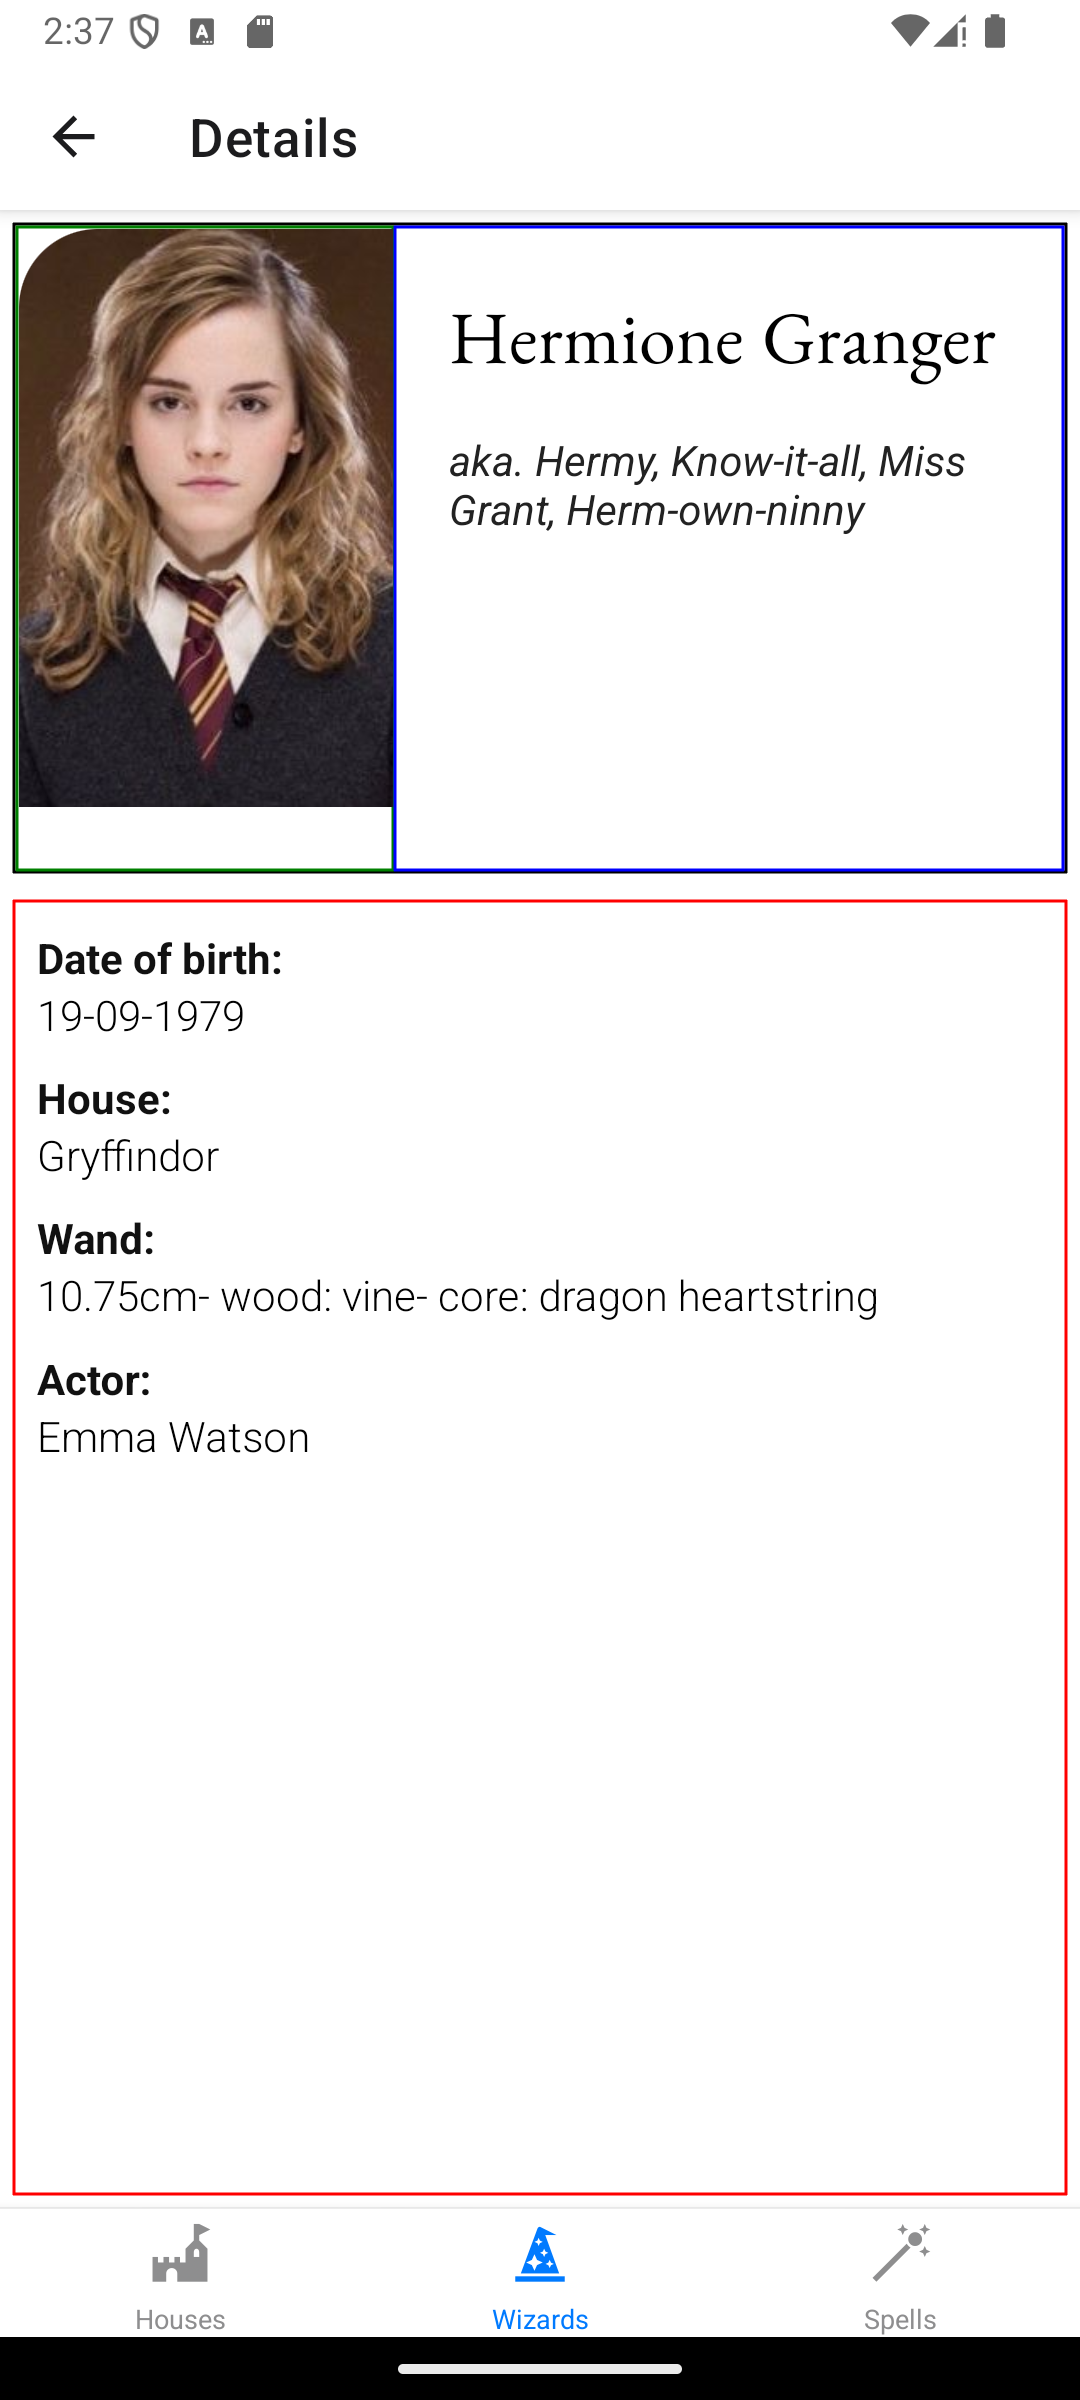 2:37
Details
Hermione Granger
aka. Hermy, Know-it-all, Miss
Grant, Herm-own-ninny
Date of birth:
19-09-1979
House:
Gryffindor
Wand:
10.75cm- wood: vine- core: dragon heartstring
Actor:
Emma Watson
Houses
Wizards
Spells